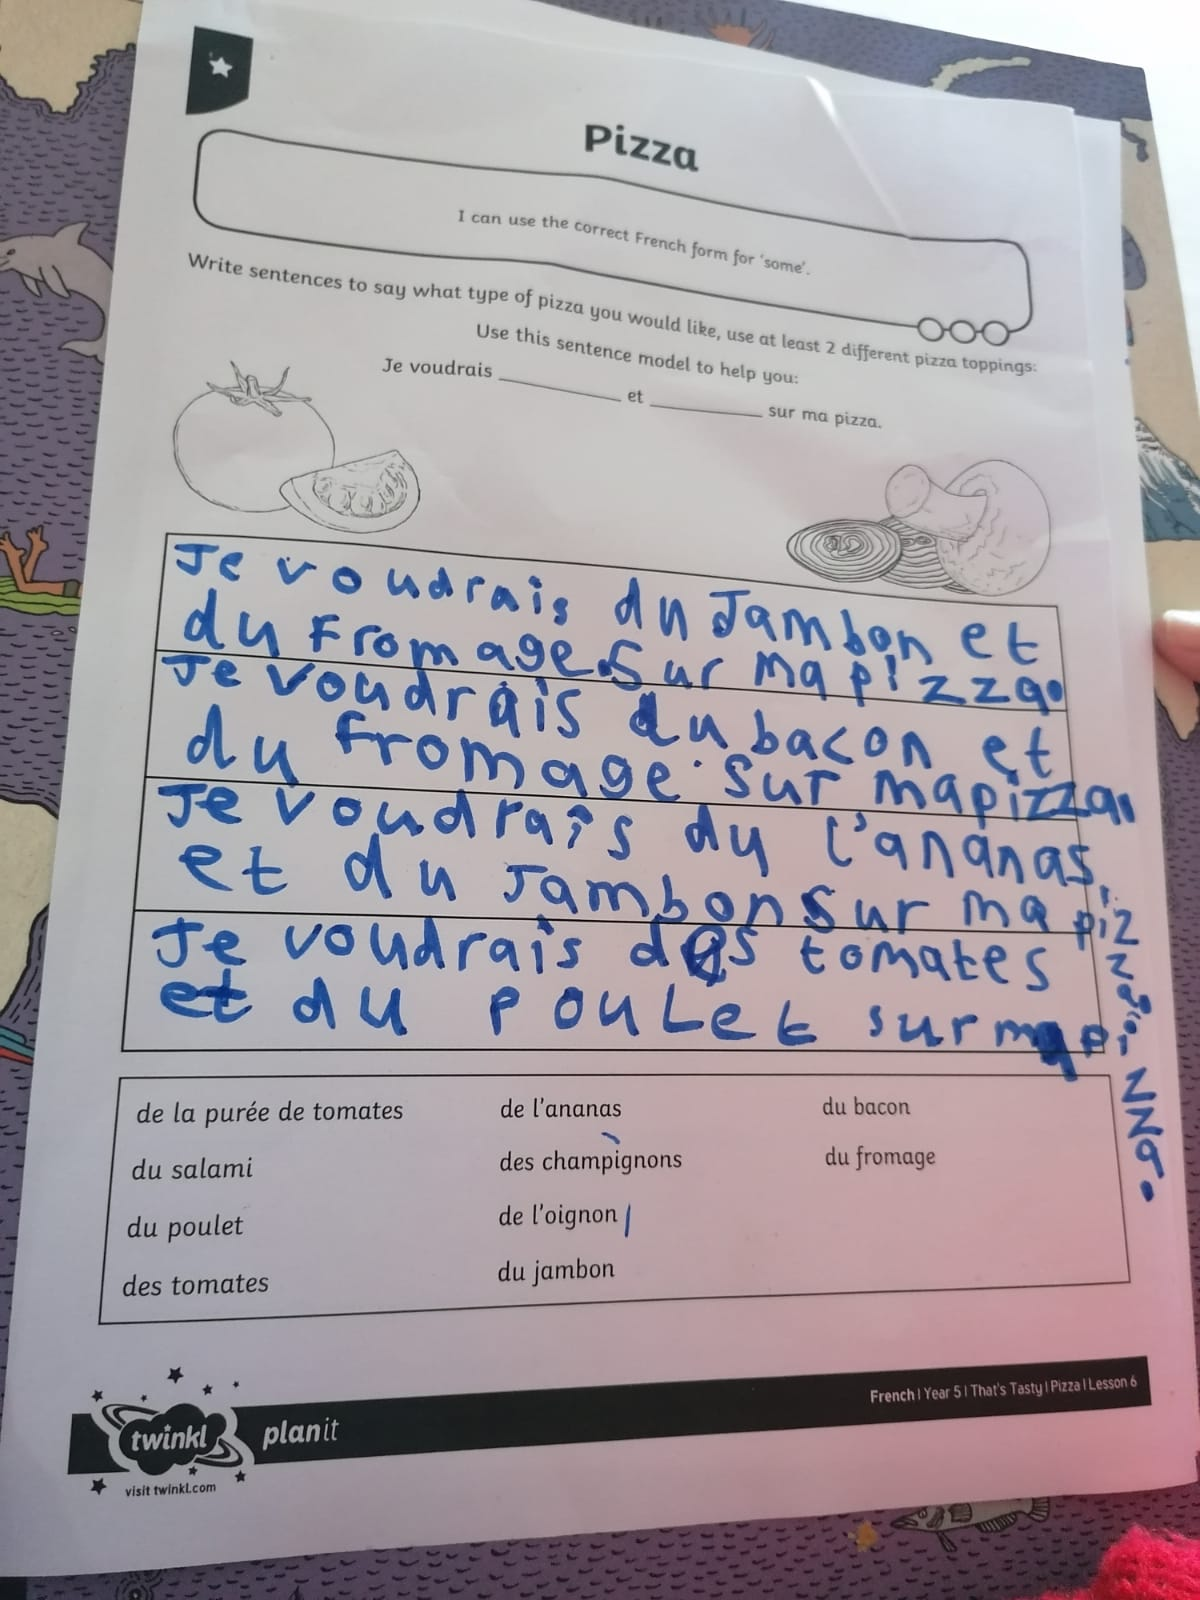 Pizza
I can use the correct French form for 'some'.
Write sentences to say what type of pizza you would like, use at least 2 different pizza toppings:
Use this sentence model to help you:
Je voudrais ____________ et ____________ sur ma pizza.
Je voudrais du Jambon et
du Fromage sur ma pizza.
Je voudrais du bacon et
du fromage sur ma pizza.
Je voudrais du l'ananas
et du Jambon sur ma pizza.
Je voudrais des tomates
et du pouLet sur ma pizza.
de la purée de tomates
de l'ananas
du bacon
du salami
des champignons
du fromage
du poulet
de l'oignon
des tomates
du jambon
twinkl planit
French | Year 5 | That's Tasty | Pizza | Lesson 6
visit twinkl.com